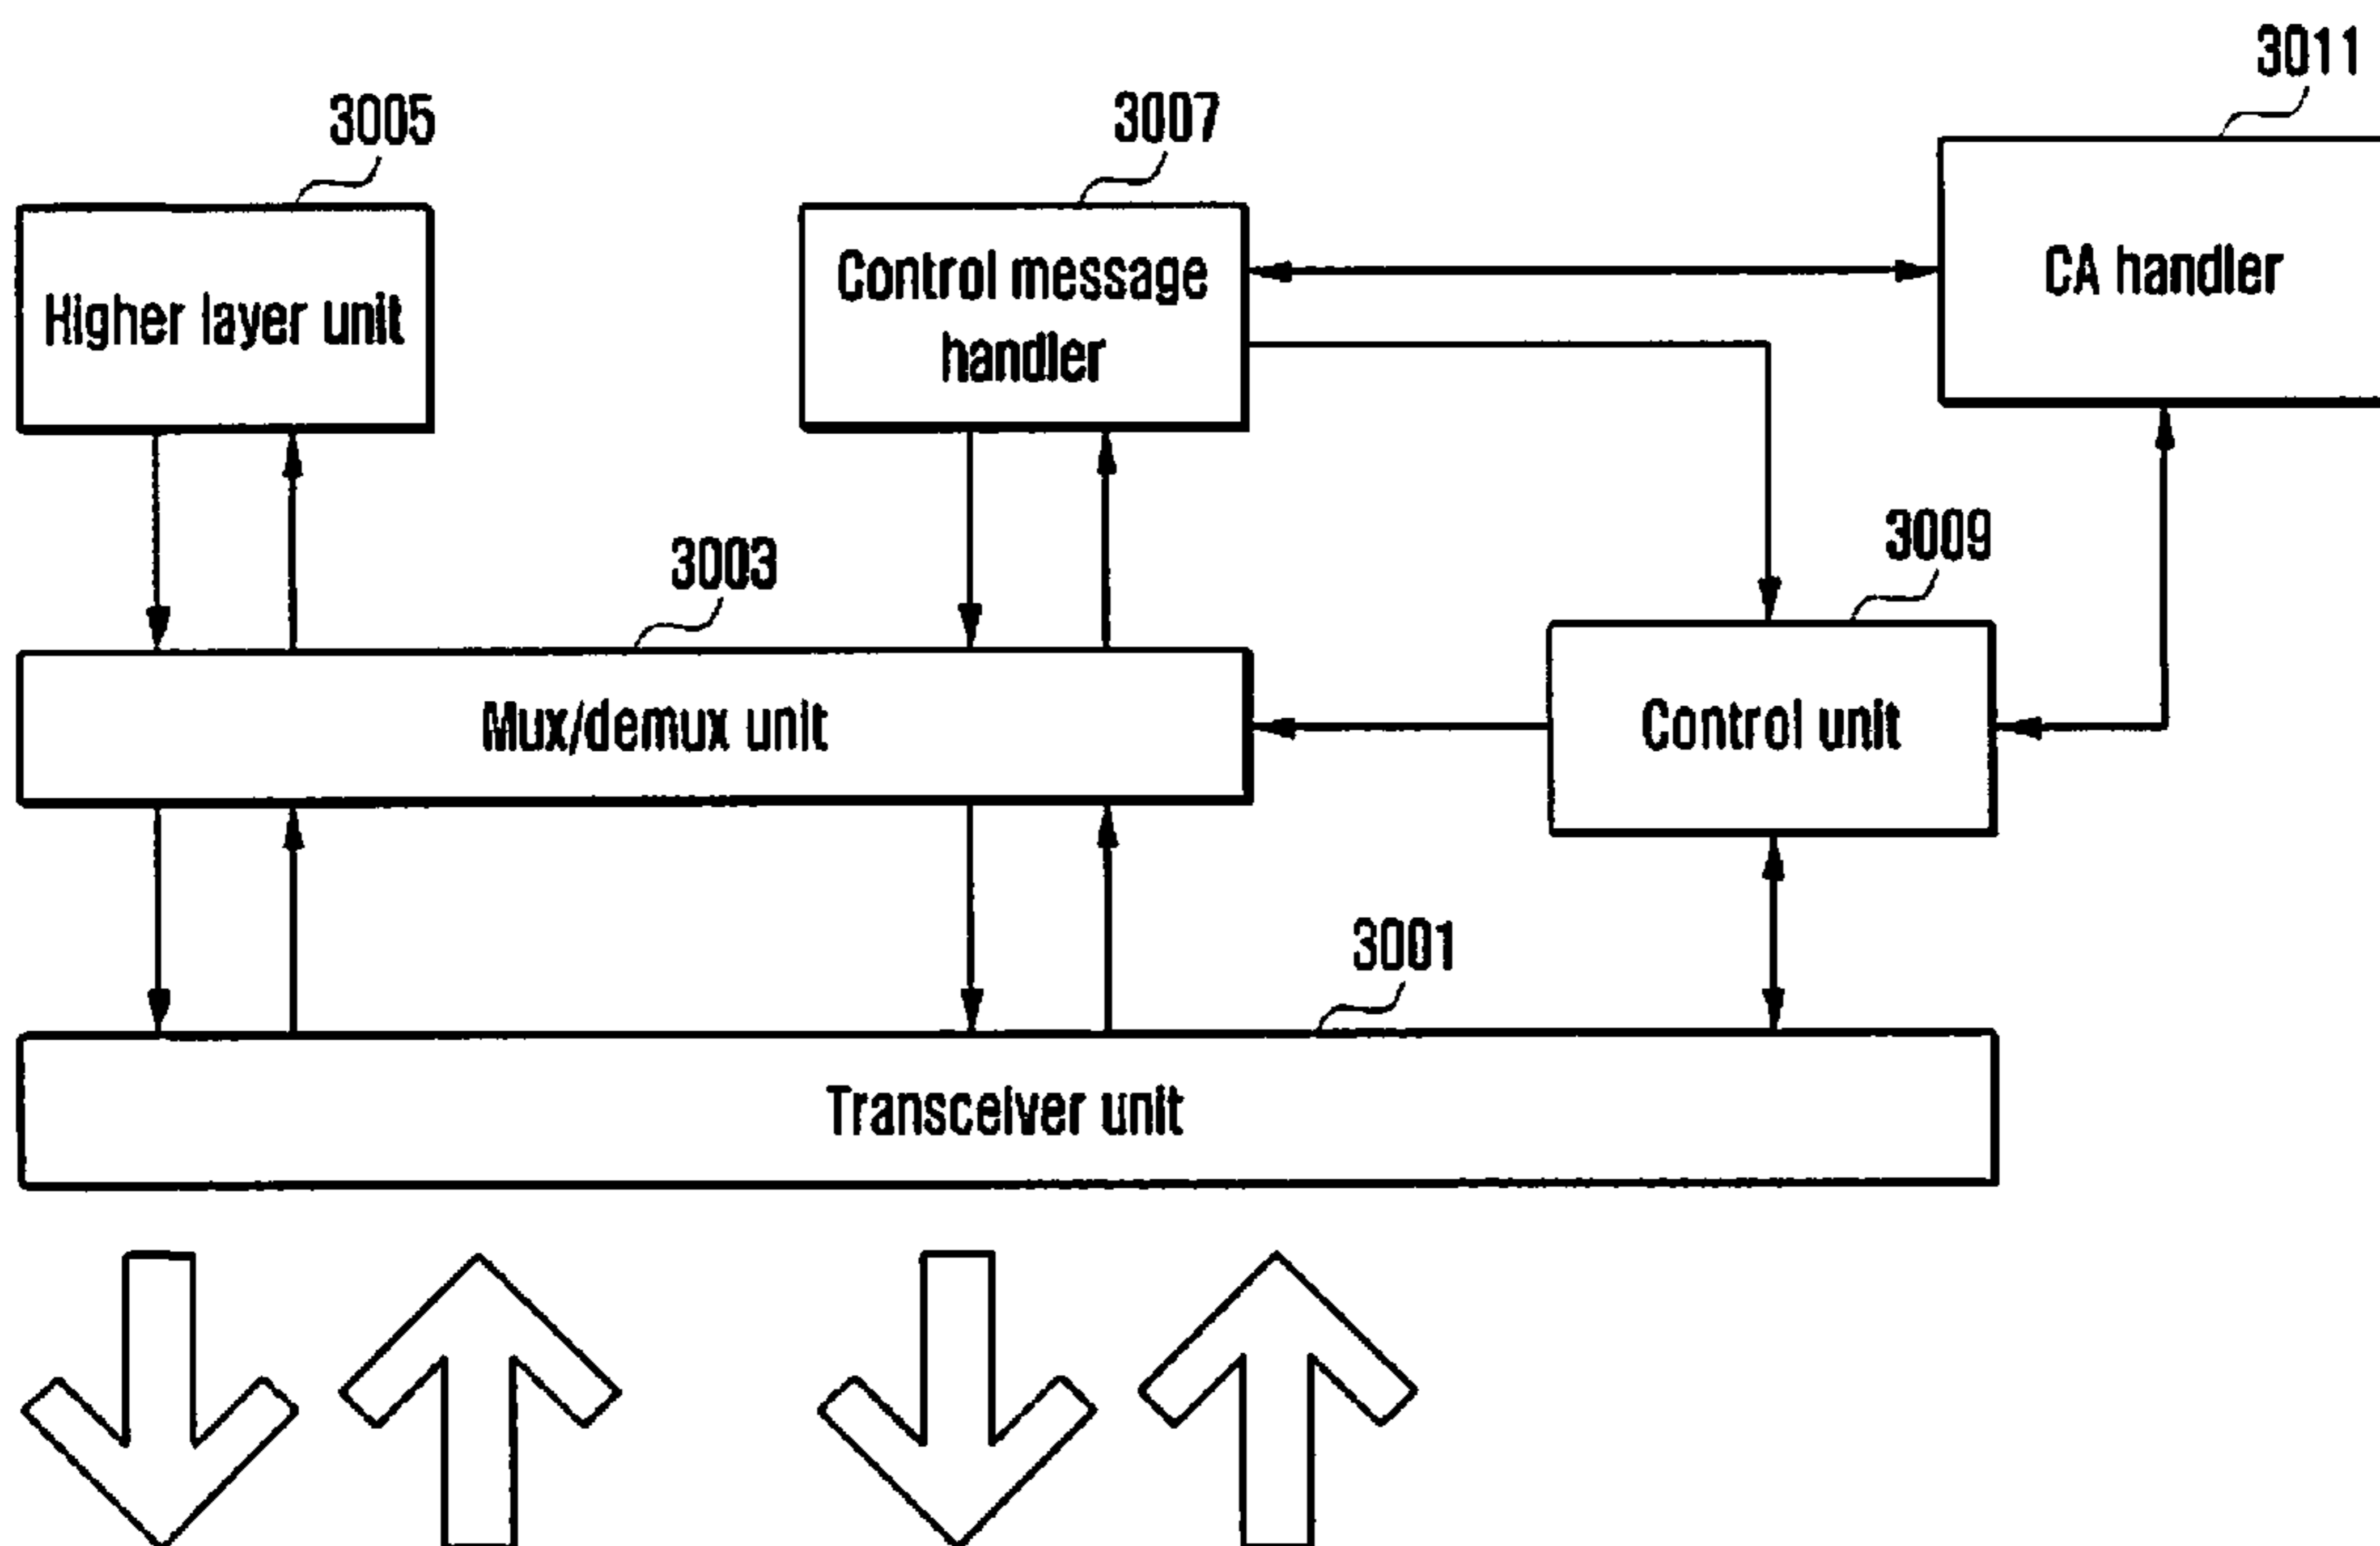 3011
3005
3007
Higher layer unit
Control message
handler
CA handler
3003
3009
Mux/demux unit
Control unit
3001
Transceiver unit